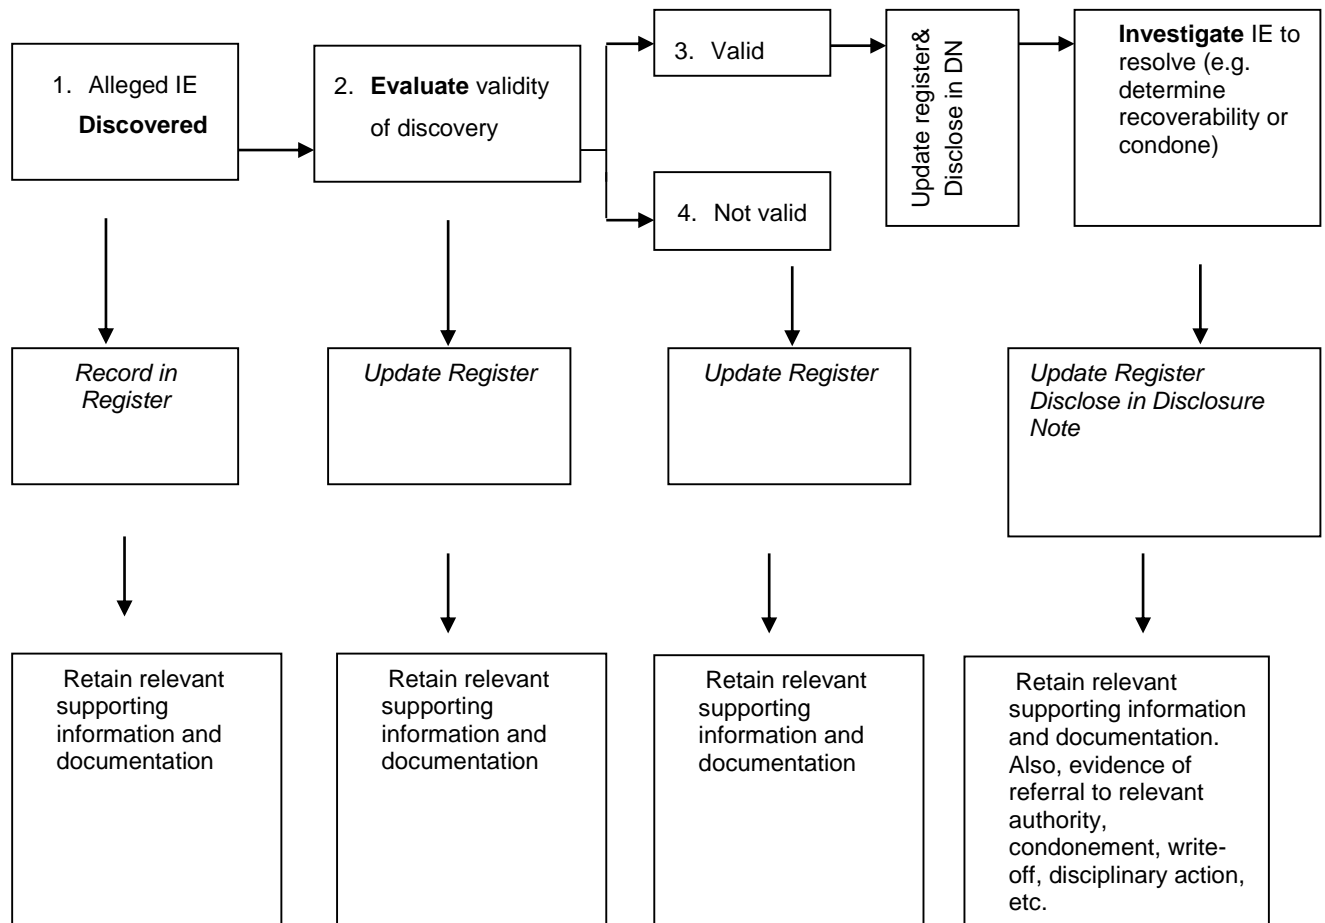 1. Alleged IE
Discovered
2. Evaluate validity
of discovery
3. Valid
4. Not valid
Update register&
Disclose in DN
Investigate IE to
resolve (e.g.
determine
recoverability or
condone)
Record in
Register
Update Register
Update Register
Update Register
Disclose in Disclosure
Note
Retain relevant
supporting
information and
documentation
Retain relevant
supporting
information and
documentation
Retain relevant
supporting
information and
documentation
Retain relevant
supporting information
and documentation.
Also, evidence of
referral to relevant
authority,
condonement, write-
off, disciplinary action,
etc.